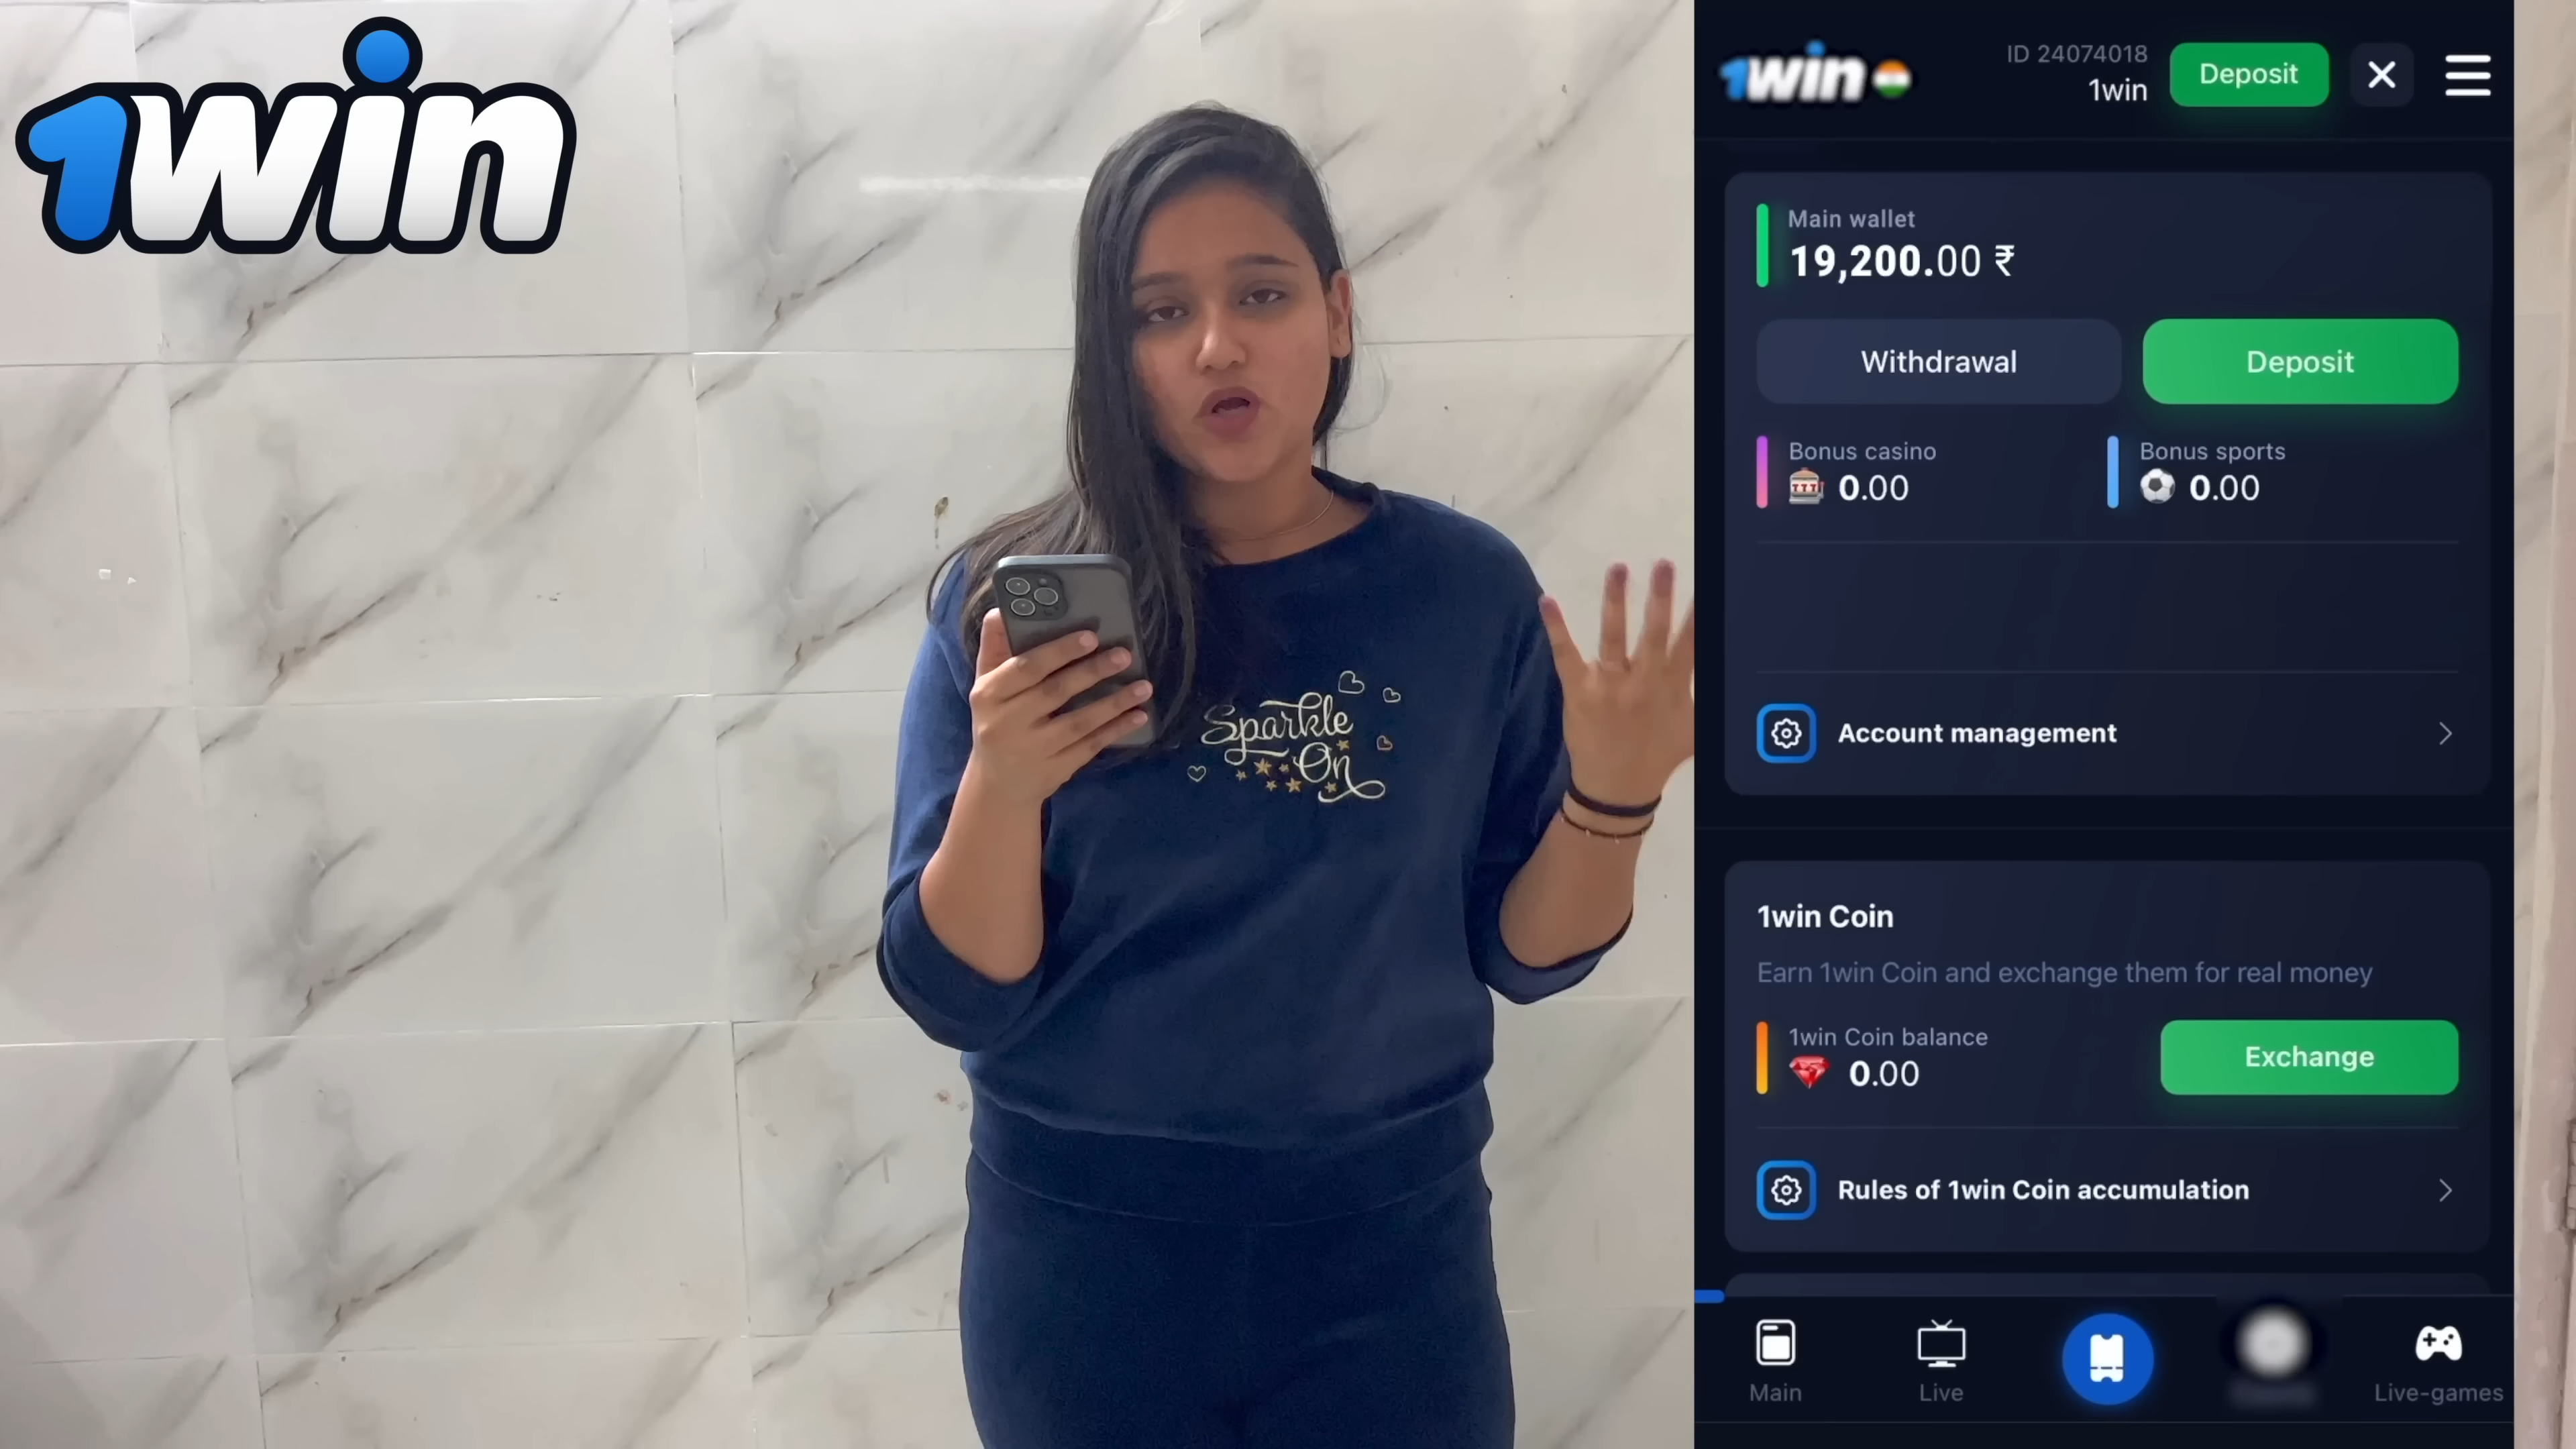 1win
Sparkle
On
1win
ID 24074018
1win
Deposit
Main wallet
19,200.00 ₹
Withdrawal
Deposit
Bonus casino
0.00
Bonus sports
0.00
Account management
1win Coin
Earn 1win Coin and exchange them for real money
1win Coin balance
0.00
Exchange
Rules of 1win Coin accumulation
Main
Live
Live-games